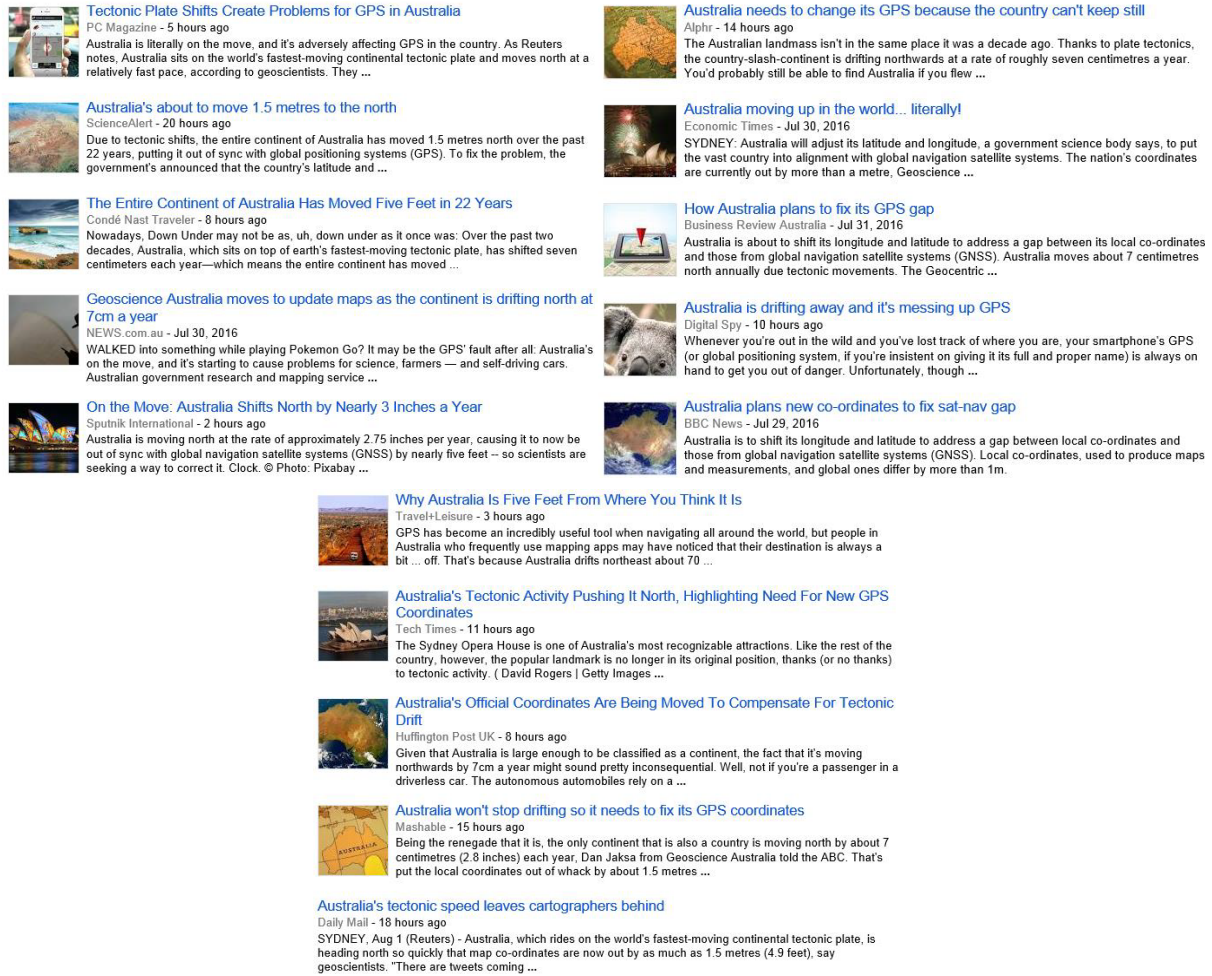 Tectonic Plate Shifts Create Problems for GPS in Australia
PC Magazine - 5 hours ago
Australia is literally on the move, and it's adversely affecting GPS in the country. As Reuters
notes, Australia sits on the world's fastest-moving continental tectonic plate and moves north at a
relatively fast pace, according to geoscientists. They ...
Australia's about to move 1.5 metres to the north
ScienceAlert - 20 hours ago
Due to tectonic shifts, the entire continent of Australia has moved 1.5 metres north over the past
22 years, putting it out of sync with global positioning systems (GPS). To fix the problem, the
government's announced that the country's latitude and ...
The Entire Continent of Australia Has Moved Five Feet in 22 Years
Condé Nast Traveler - 8 hours ago
Nowadays, Down Under may not be as, uh, down under as it once was: Over the past two
decades, Australia, which sits on top of earth's fastest-moving tectonic plate, has shifted seven
centimeters each year—which means the entire continent has moved ...
Geoscience Australia moves to update maps as the continent is drifting north at
7cm a year
NEWS.com.au - Jul 30, 2016
WALKED into something while playing Pokemon Go? It may be the GPS' fault after all: Australia's
on the move, and it's starting to cause problems for science, farmers — and self-driving cars.
Australian government research and mapping service ...
On the Move: Australia Shifts North by Nearly 3 Inches a Year
Sputnik International - 2 hours ago
Australia is moving north at the rate of approximately 2.75 inches per year, causing it to now be
out of sync with global navigation satellite systems (GNSS) by nearly five feet -- so scientists are
seeking a way to correct it. Clock. © Photo: Pixabay ...
Australia needs to change its GPS because the country can't keep still
Alphr - 14 hours ago
The Australian landmass isn't in the same place it was a decade ago. Thanks to plate tectonics,
the country-slash-continent is drifting northwards at a rate of roughly seven centimetres a year.
You'd probably still be able to find Australia if you flew ...
Australia moving up in the world... literally!
Economic Times - Jul 30, 2016
SYDNEY: Australia will adjust its latitude and longitude, a government science body says, to put
the vast country into alignment with global navigation satellite systems. The nation's coordinates
are currently out by more than a metre, Geoscience ...
How Australia plans to fix its GPS gap
Business Review Australia - Jul 31, 2016
Australia is about to shift its longitude and latitude to address a gap between its local co-ordinates
and those from global navigation satellite systems (GNSS). Australia moves about 7 centimetres
north annually due tectonic movements. The Geocentric ...
Australia is drifting away and it's messing up GPS
Digital Spy - 10 hours ago
Whenever you're out in the wild and you've lost track of where you are, your smartphone's GPS
(or global positioning system, if you're insistent on giving it its full and proper name) is always on
hand to get you out of danger. Unfortunately, though ...
Australia plans new co-ordinates to fix sat-nav gap
BBC News - Jul 29, 2016
Australia is to shift its longitude and latitude to address a gap between local co-ordinates and
those from global navigation satellite systems (GNSS). Local co-ordinates, used to produce maps
and measurements, and global ones differ by more than 1m.
Why Australia Is Five Feet From Where You Think It Is
Travel+Leisure - 3 hours ago
GPS has become an incredibly useful tool when navigating all around the world, but people in
Australia who frequently use mapping apps may have noticed that their destination is always a
bit ... off. That's because Australia drifts northeast about 70 ...
Australia's Tectonic Activity Pushing It North, Highlighting Need For New GPS
Coordinates
Tech Times - 11 hours ago
The Sydney Opera House is one of Australia's most recognizable attractions. Like the rest of the
country, however, the popular landmark is no longer in its original position, thanks (or no thanks)
to tectonic activity. ( David Rogers | Getty Images ...
Australia's Official Coordinates Are Being Moved To Compensate For Tectonic
Drift
Huffington Post UK - 8 hours ago
Given that Australia is large enough to be classified as a continent, the fact that it's moving
northwards by 7cm a year might sound pretty inconsequential. Well, not if you're a passenger in a
driverless car. The autonomous automobiles rely on a ...
Australia won't stop drifting so it needs to fix its GPS coordinates
Mashable - 15 hours ago
Being the renegade that it is, the only continent that is also a country is moving north by about 7
centimetres (2.8 inches) each year, Dan Jaksa from Geoscience Australia told the ABC. That's
put the local coordinates out of whack by about 1.5 metres ...
AUSTRALIA
Australia's tectonic speed leaves cartographers behind
Daily Mail - 18 hours ago
SYDNEY, Aug 1 (Reuters) - Australia, which rides on the world's fastest-moving continental tectonic plate, is
heading north so quickly that map co-ordinates are now out by as much as 1.5 metres (4.9 feet), say
geoscientists. "There are tweets coming ...